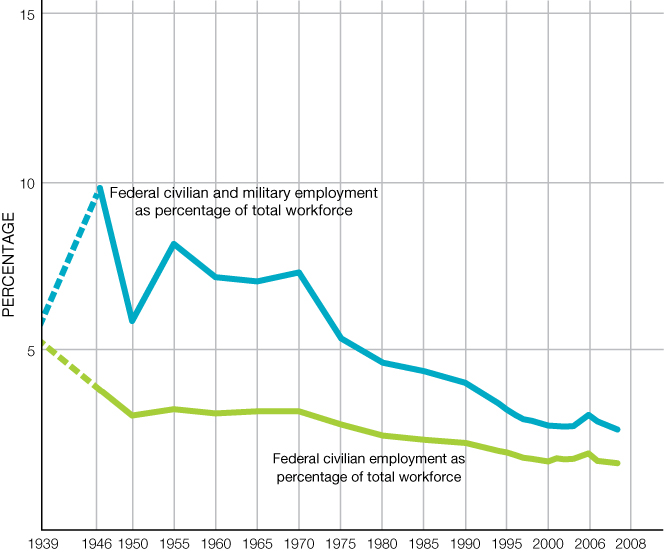 15
10
5
PERCENTAGE
Federal civilian and military employment
as percentage of total workforce
Federal civilian employment as
percentage of total workforce
1939 1946 1950 1955 1960 1965 1970 1975 1980 1985 1990 1995 2000 2006 2008